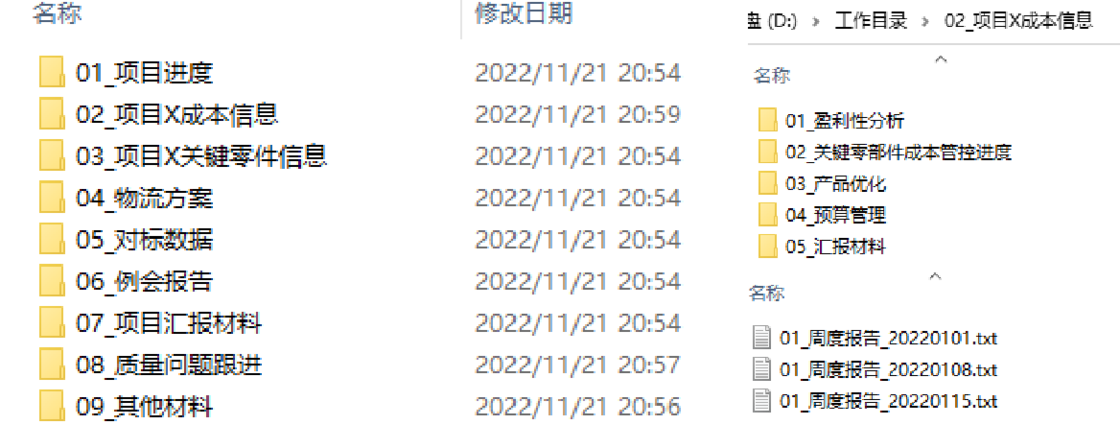 名称 修改日期
01_项目进度 2022/11/21 20:54
02_项目X成本信息 2022/11/21 20:59
03_项目X关键零件信息 2022/11/21 20:54
04_物流方案 2022/11/21 20:54
05_对标数据 2022/11/21 20:54
06_例会报告 2022/11/21 20:54
07_项目汇报材料 2022/11/21 20:54
08_质量问题跟进 2022/11/21 20:57
09_其他材料 2022/11/21 20:56
盘 (D:) › 工作目录 › 02_项目X成本信息
名称
01_盈利性分析
02_关键零部件成本管控进度
03_产品优化
04_预算管理
05_汇报材料
名称
01_周度报告_20220101.txt
01_周度报告_20220108.txt
01_周度报告_20220115.txt